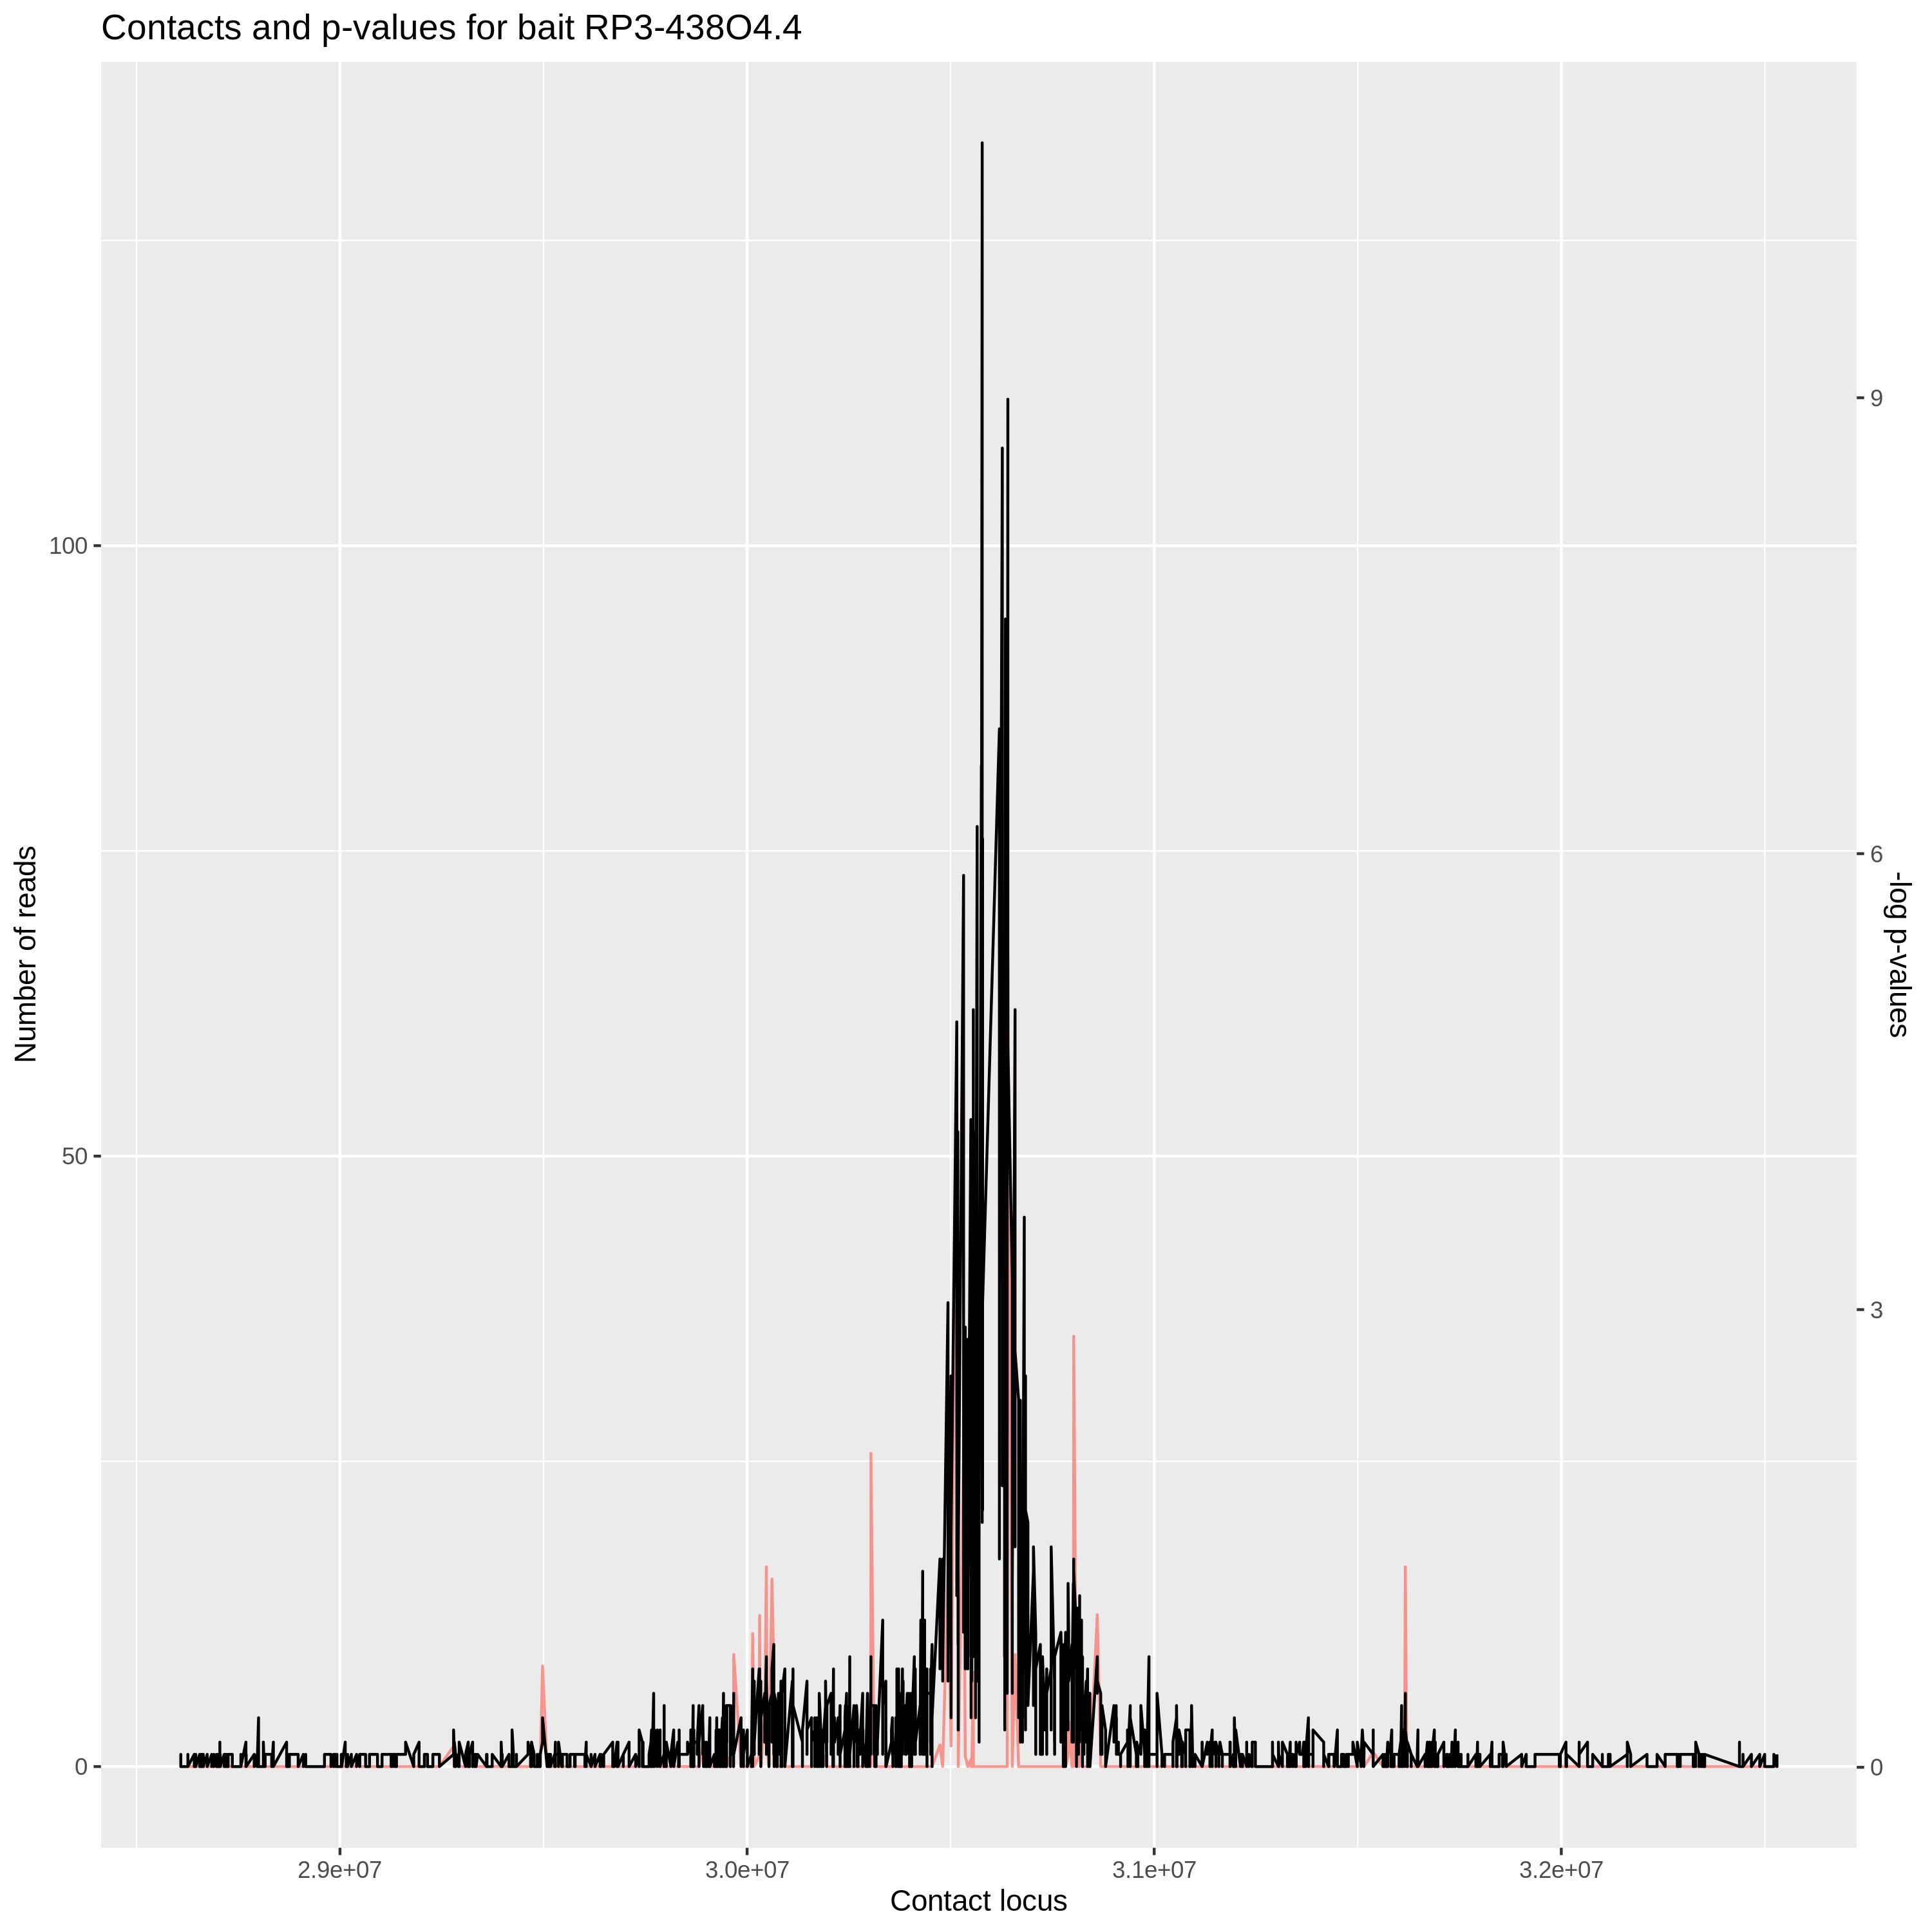 Contacts and p-values for bait RP3-438O4.4
Number of reads
100
50
0
9
6
3
0
-log p-values
2.9e+07
3.0e+07
3.1e+07
3.2e+07
Contact locus